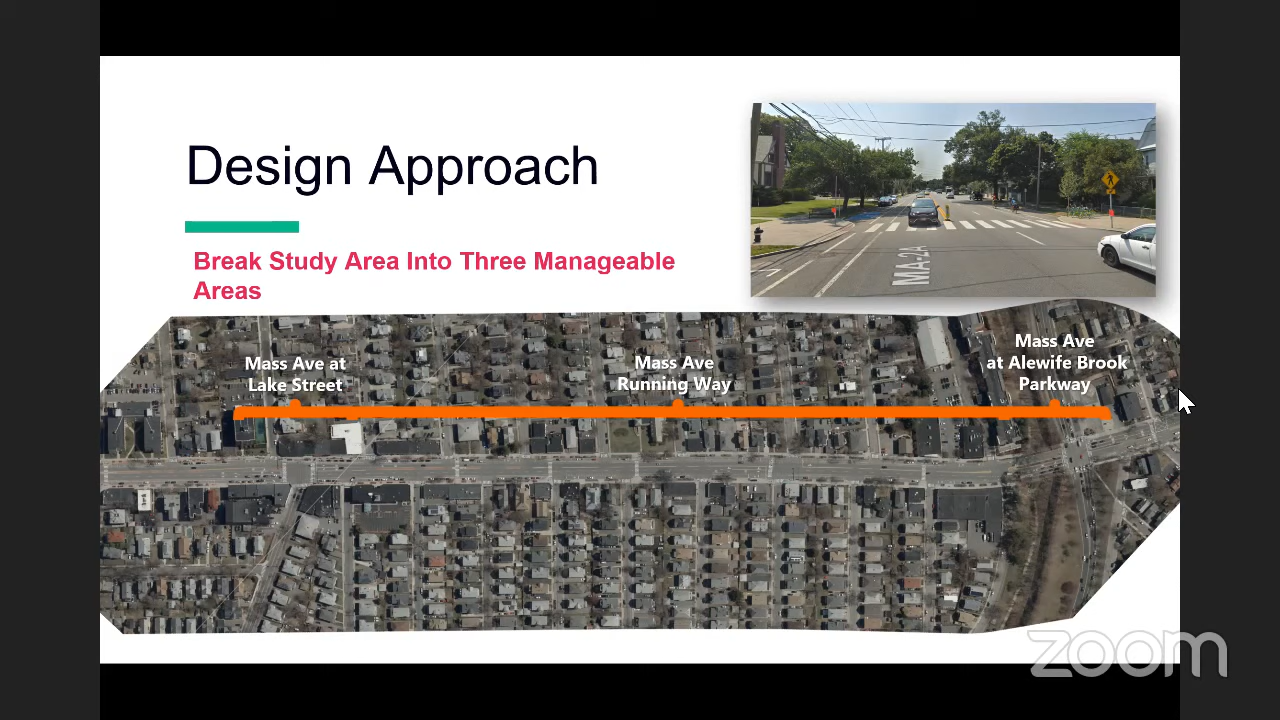 Design Approach
Break Study Area Into Three Manageable
Areas
MA-2A
Mass Ave at
Lake Street
Mass Ave
Running Way
Mass Ave
at Alewife Brook
Parkway
zoom